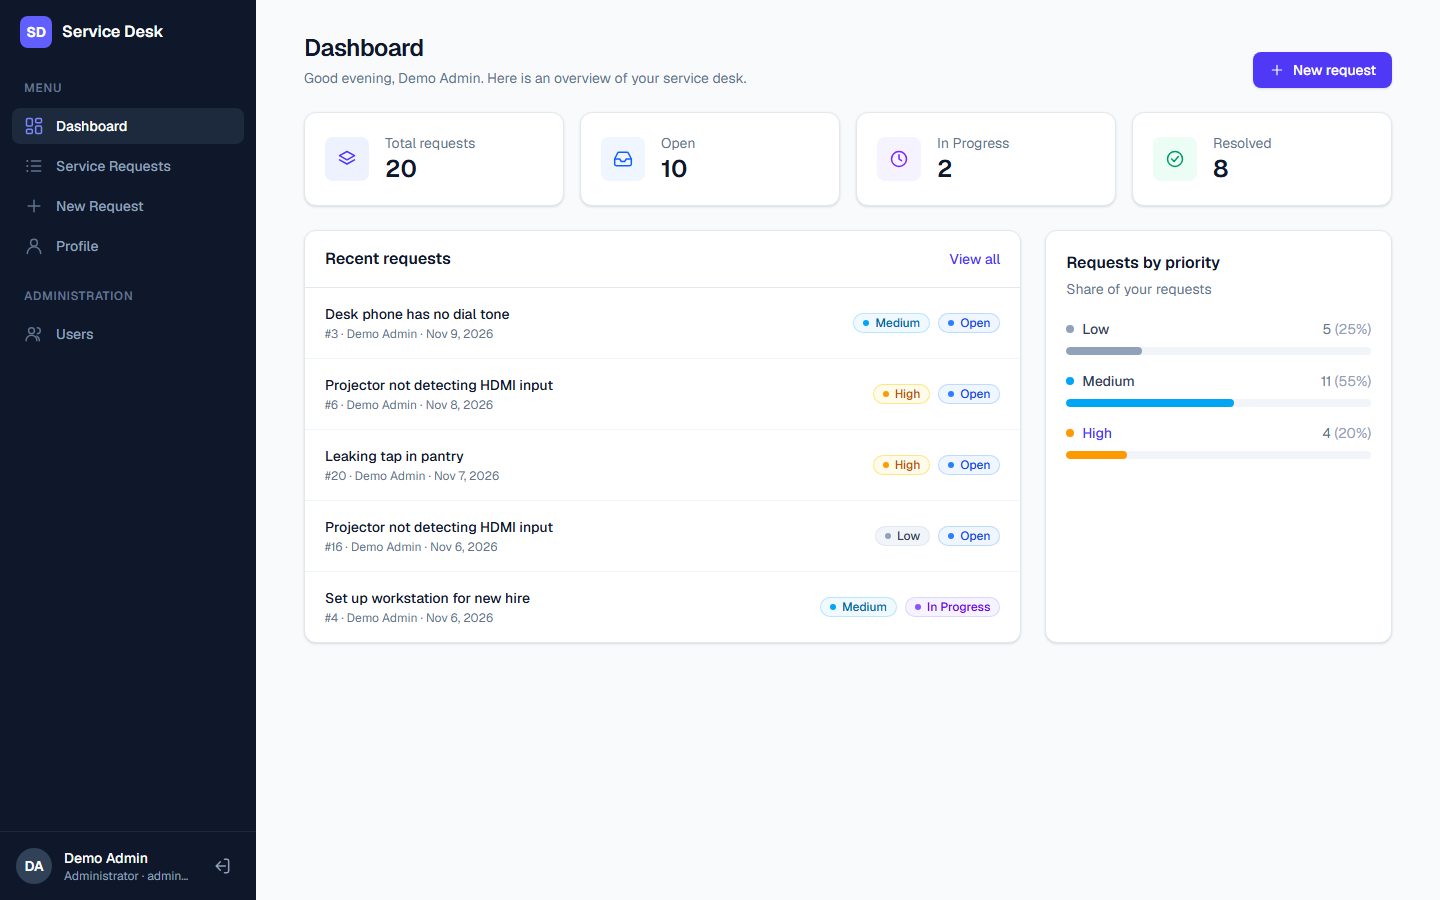 SD Service Desk
MENU
Dashboard
Service Requests
New Request
Profile
ADMINISTRATION
Users
DA
Demo Admin
Administrator · admin...
Dashboard
Good evening, Demo Admin. Here is an overview of your service desk.
New request
Total requests
20
Open
10
In Progress
2
Resolved
8
Recent requests
View all
Desk phone has no dial tone
#3 · Demo Admin · Nov 9, 2026
Medium
Open
Projector not detecting HDMI input
#6 · Demo Admin · Nov 8, 2026
High
Open
Leaking tap in pantry
#20 · Demo Admin · Nov 7, 2026
High
Open
Projector not detecting HDMI input
#16 · Demo Admin · Nov 6, 2026
Low
Open
Set up workstation for new hire
#4 · Demo Admin · Nov 6, 2026
Medium
In Progress
Requests by priority
Share of your requests
Low 5 (25%)
Medium 11 (55%)
High 4 (20%)